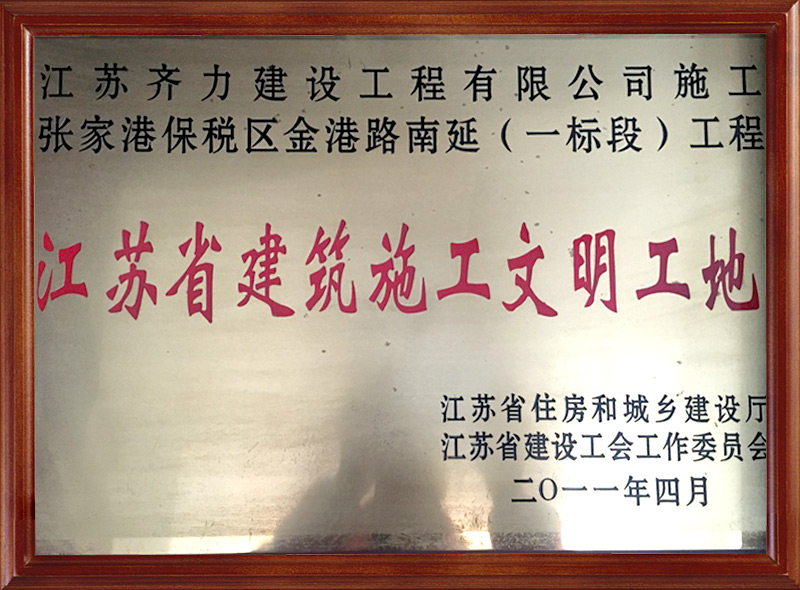 江苏齐力建设工程有限公司施工
张家港保税区金港路南延（一标段）工程
江苏省建筑施工文明工地
江苏省住房和城乡建设厅
江苏省建设工会工作委员会
二〇一一年四月